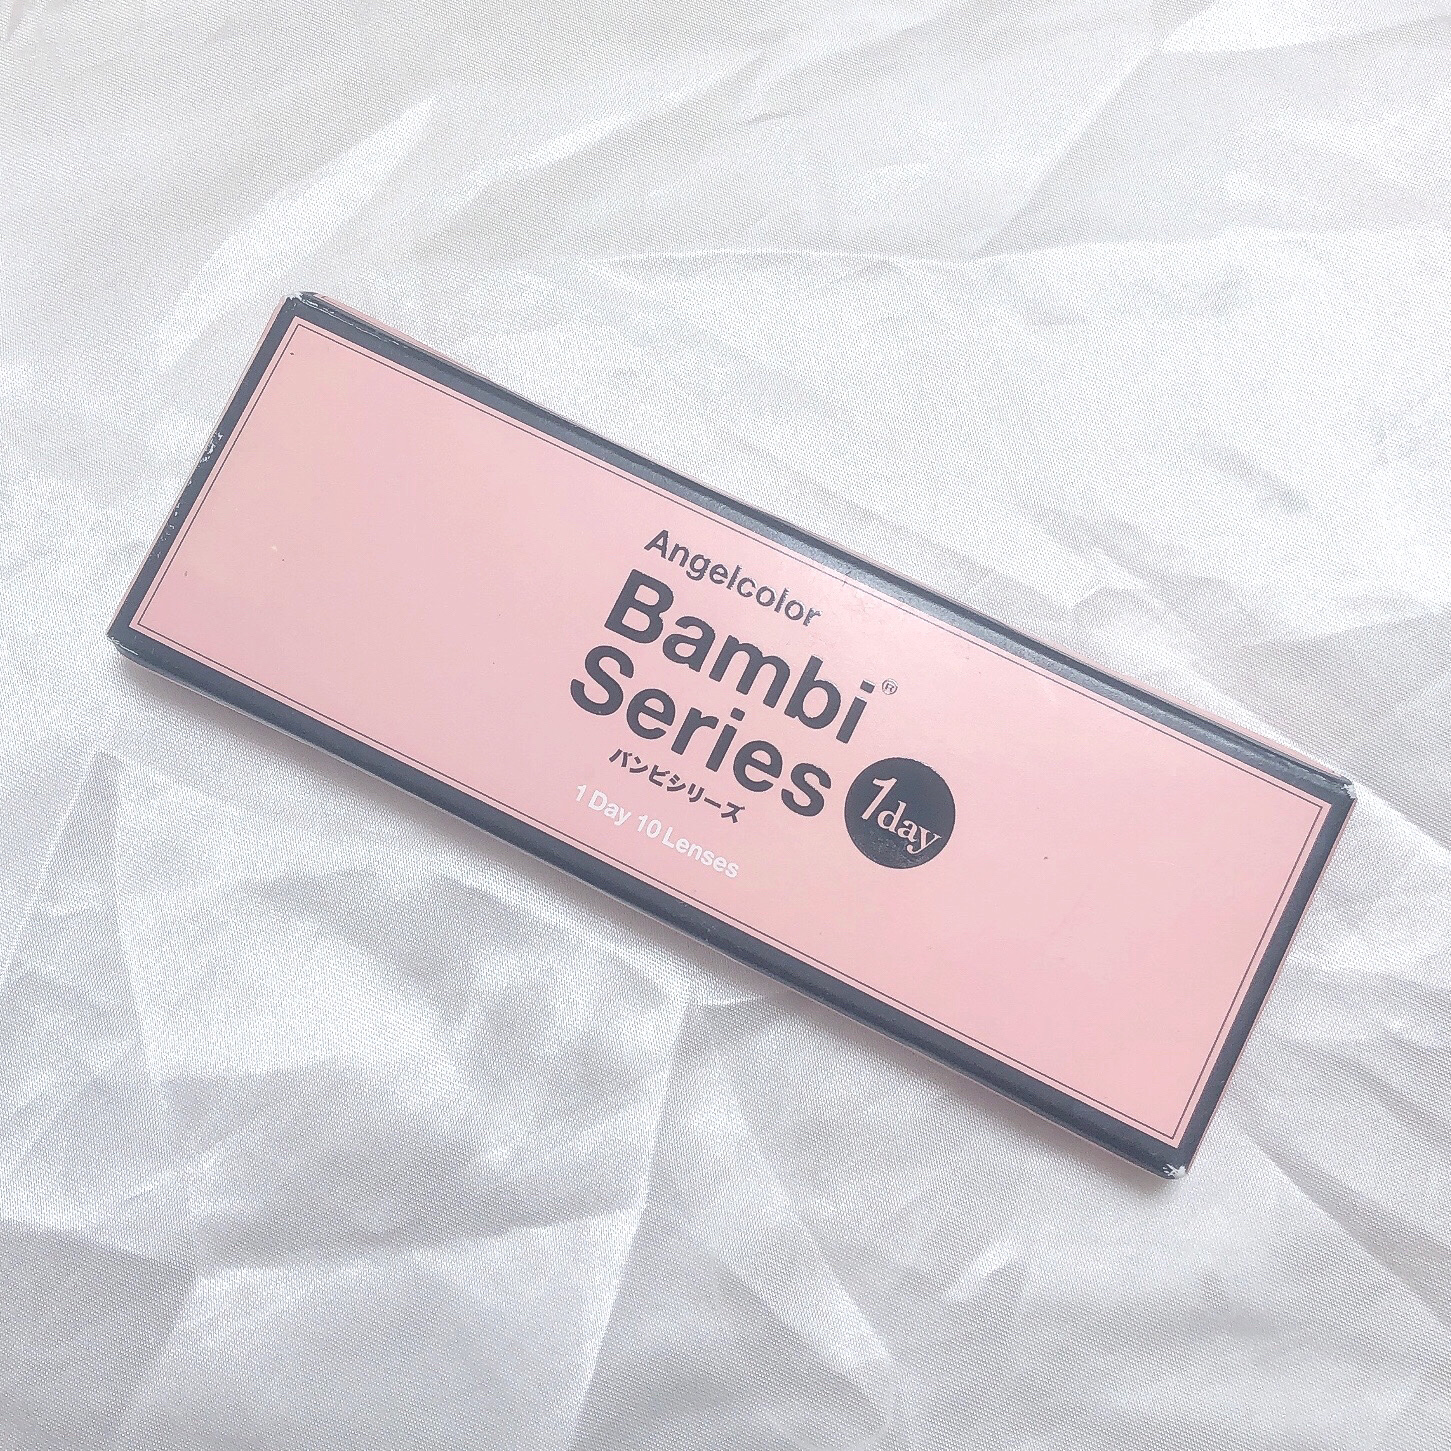 Angelcolor
Bambi®
Series
1day
バンビシリーズ
1 Day 10 Lenses